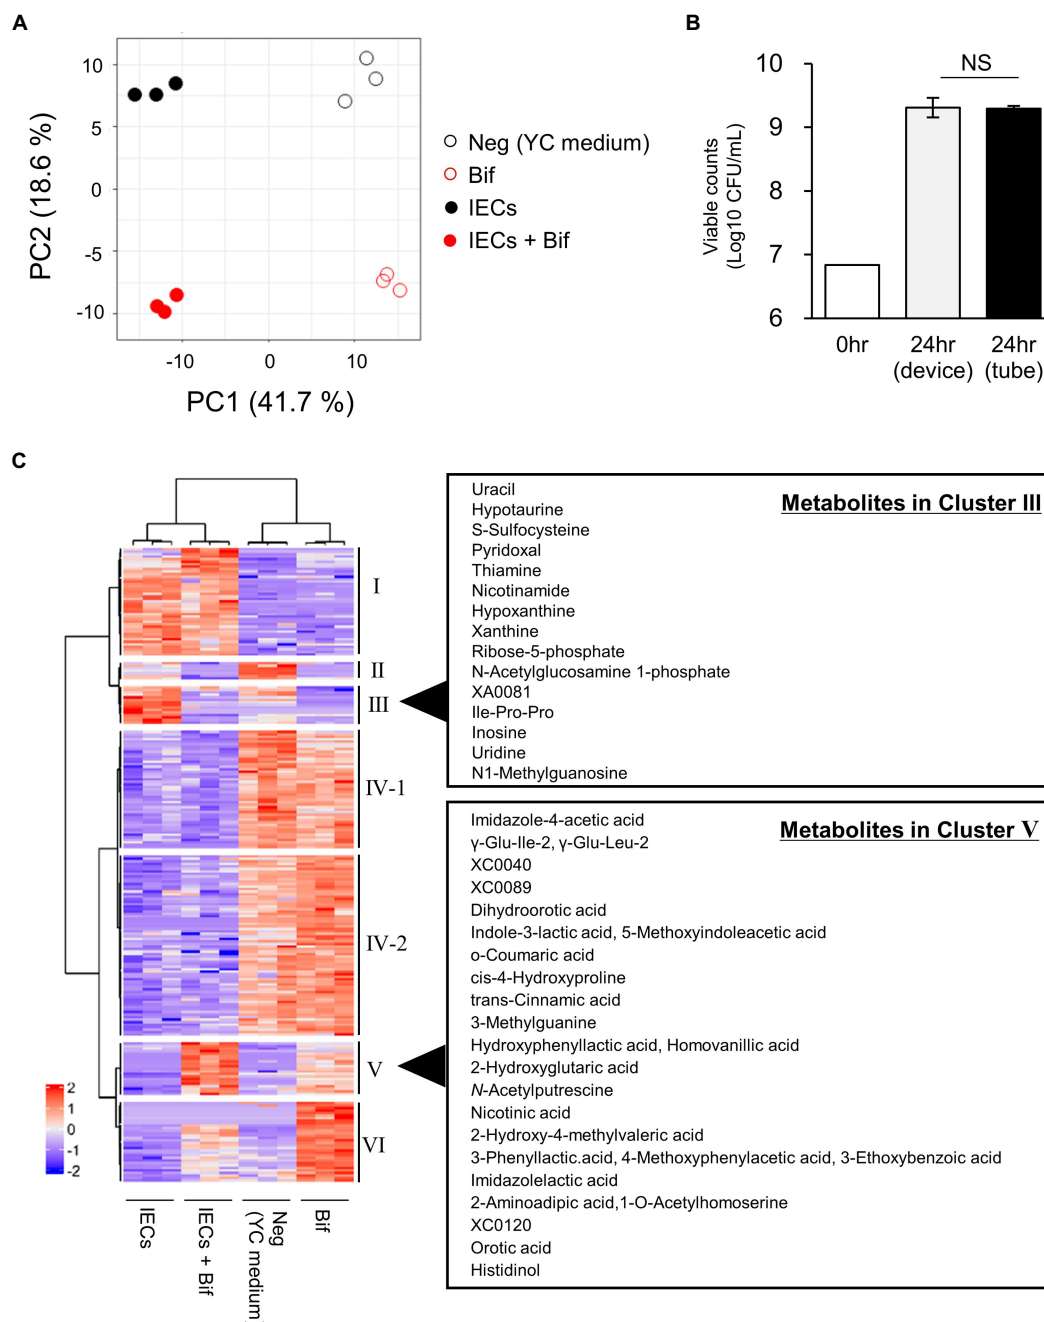 A
10
5
0
-5
-10
PC2 (18.6 %)
-10
0
10
PC1 (41.7 %)
Neg (YC medium)
Bif
IECs
IECs + Bif
B
NS
10
9
8
7
6
Viable counts
(Log10 CFU/mL)
0hr
24hr
(device)
24hr
(tube)
C
I
II
III
IV-1
IV-2
V
VI
2
1
0
-1
-2
IECs
IECs + Bif
Neg
(YC medium)
Bif
Metabolites in Cluster III
Uracil
Hypotaurine
S-Sulfocysteine
Pyridoxal
Thiamine
Nicotinamide
Hypoxanthine
Xanthine
Ribose-5-phosphate
N-Acetylglucosamine 1-phosphate
XA0081
Ile-Pro-Pro
Inosine
Uridine
N1-Methylguanosine
Metabolites in Cluster V
Imidazole-4-acetic acid
γ-Glu-Ile-2, γ-Glu-Leu-2
XC0040
XC0089
Dihydroorotic acid
Indole-3-lactic acid, 5-Methoxyindoleacetic acid
o-Coumaric acid
cis-4-Hydroxyproline
trans-Cinnamic acid
3-Methylguanine
Hydroxyphenyllactic acid, Homovanillic acid
2-Hydroxyglutaric acid
N-Acetylputrescine
Nicotinic acid
2-Hydroxy-4-methylvaleric acid
3-Phenyllactic.acid, 4-Methoxyphenylacetic acid, 3-Ethoxybenzoic acid
Imidazolelactic acid
2-Aminoadipic acid,1-O-Acetylhomoserine
XC0120
Orotic acid
Histidinol